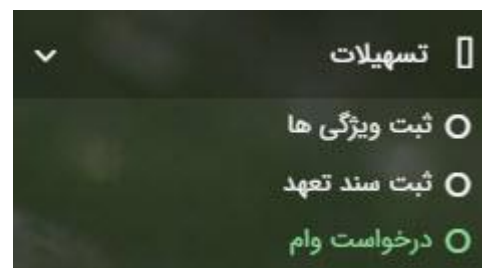 تسهیلات
ثبت ویژگی ها
ثبت سند تعهد
درخواست وام